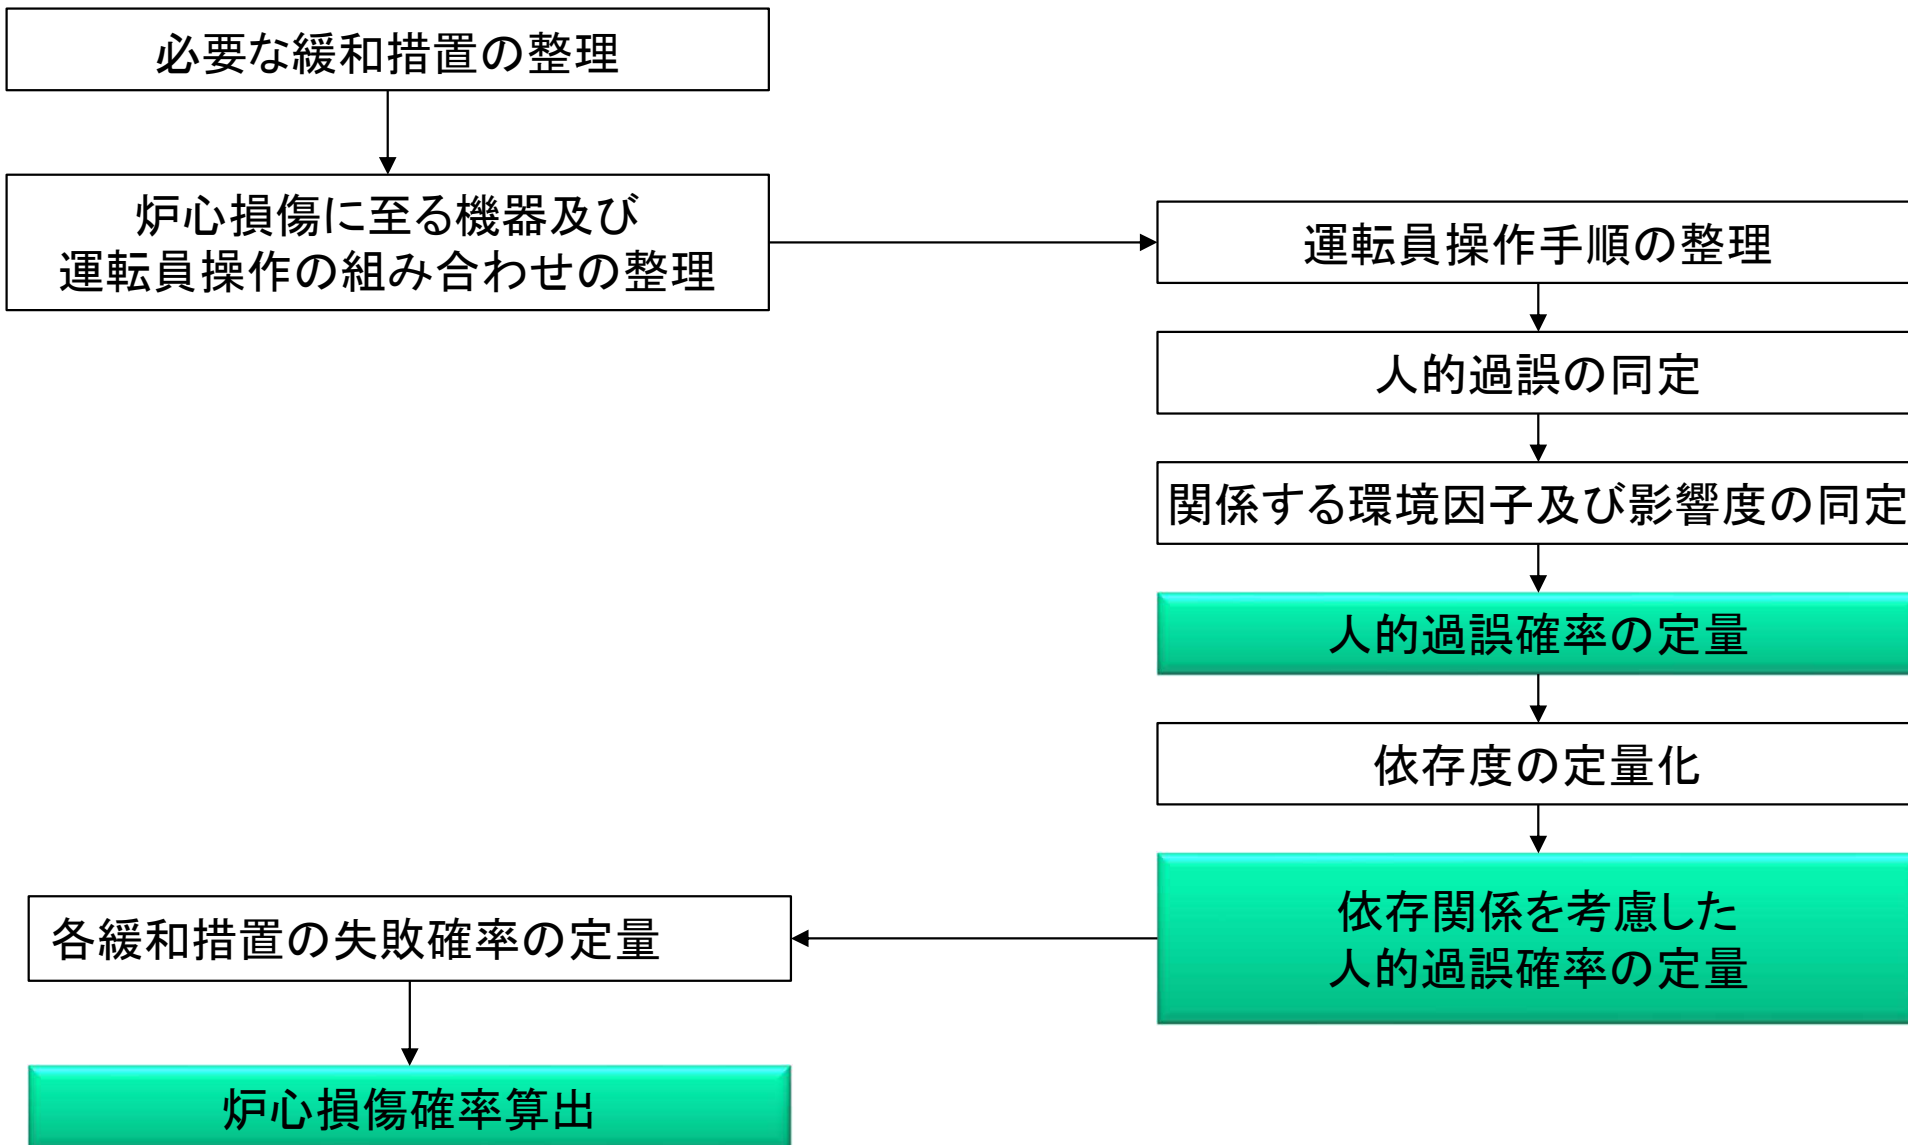 必要な緩和措置の整理
炉心損傷に至る機器及び
運転員操作の組み合わせの整理
運転員操作手順の整理
人的過誤の同定
関係する環境因子及び影響度の同定
人的過誤確率の定量
依存度の定量化
依存関係を考慮した
人的過誤確率の定量
各緩和措置の失敗確率の定量
炉心損傷確率算出